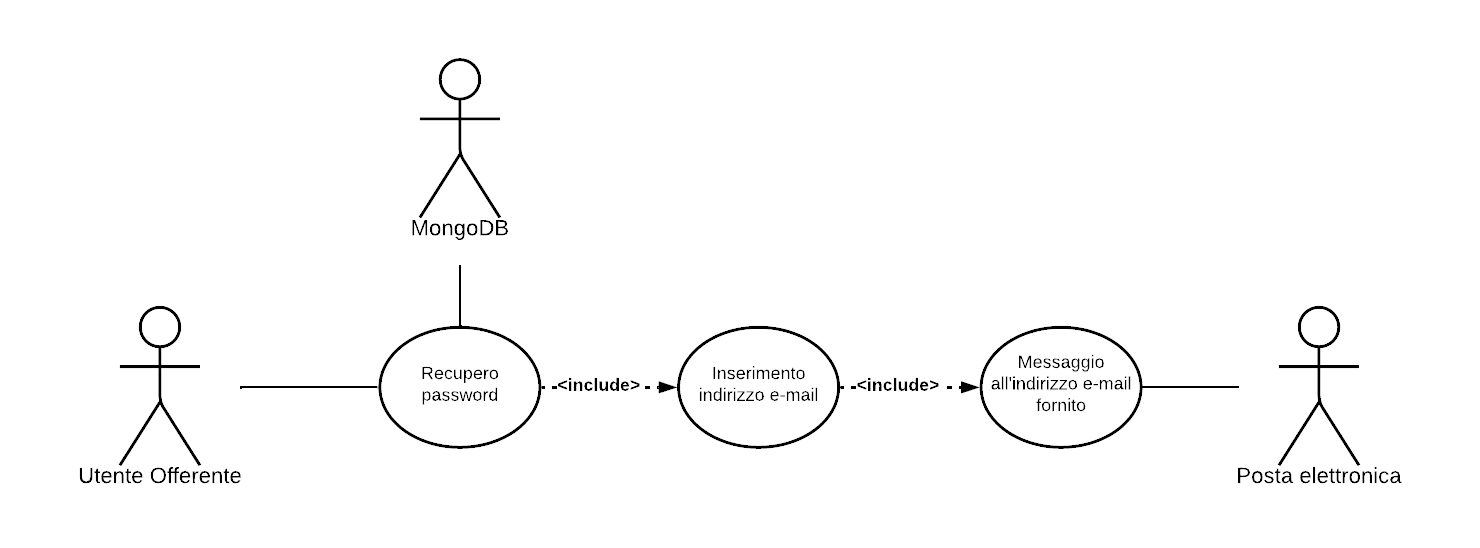 MongoDB
Utente Offerente
Recupero
password
<include>
Inserimento
indirizzo e-mail
<include>
Messaggio
all'indirizzo e-mail
fornito
Posta elettronica